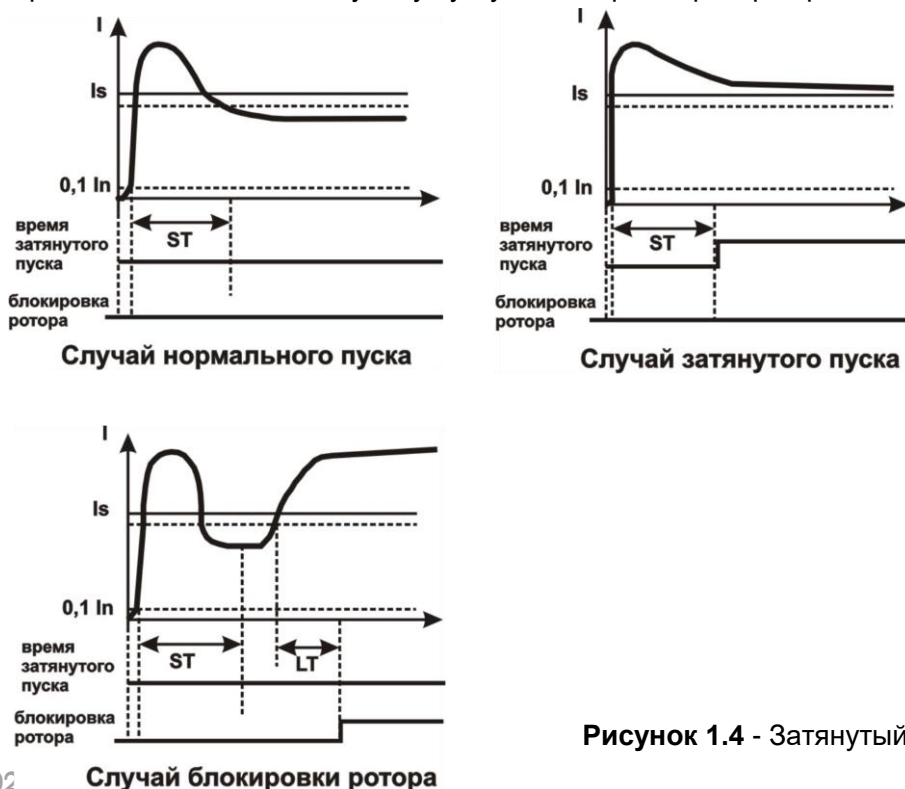 I
Is
0,1 In
ST
время
затянутого
пуска
блокировка
ротора
Случай нормального пуска
I
Is
0,1 In
ST
время
затянутого
пуска
блокировка
ротора
Случай затянутого пуска
I
Is
0,1 In
ST
LT
время
затянутого
пуска
блокировка
ротора
Случай блокировки ротора
Рисунок 1.4 - Затянутый